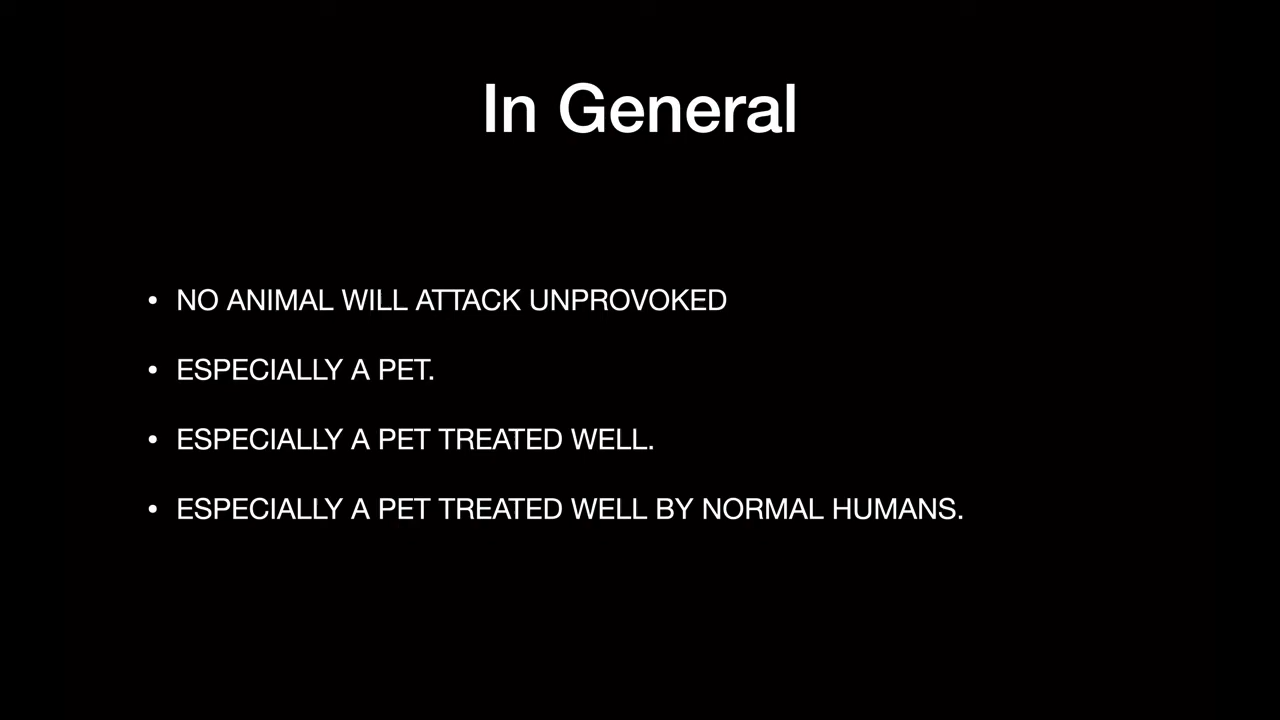 In General
• NO ANIMAL WILL ATTACK UNPROVOKED
• ESPECIALLY A PET.
• ESPECIALLY A PET TREATED WELL.
• ESPECIALLY A PET TREATED WELL BY NORMAL HUMANS.